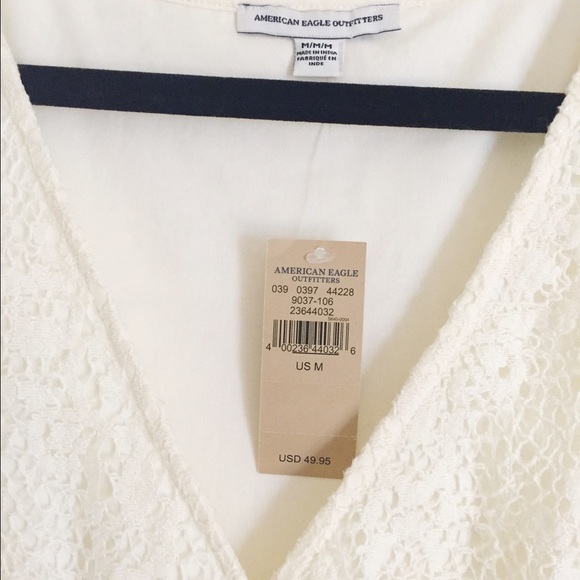 AMERICAN EAGLE OUTFITTERS
M/M/M
MADE IN INDIA
FABRIQUÉ EN
INDE
AMERICAN EAGLE
OUTFITTERS
039 0397 44228
9037-106
23644032
4 00236 44032 6
US M
USD 49.95